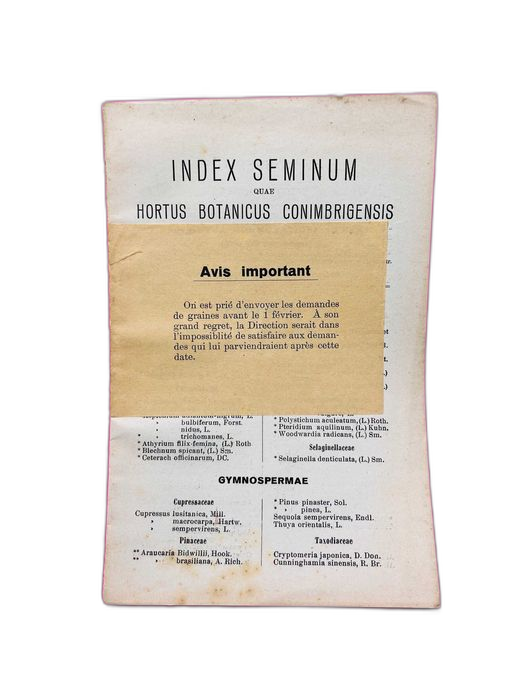 INDEX SEMINUM
QUAE
HORTUS BOTANICUS CONIMBRIGENSIS
Avis important
On est prié d'envoyer les demandes
de graines avant le 1 février. À son
grand regret, la Direction serait dans
l'impossiblité de satisfaire aux deman-
des qui lui parviendraient après cette
date.
» bulbiferum, Forst.
» nidus, L.
» trichomanes, L.
* Athyrium filix-femina, (L.) Roth
* Blechnum spicant, (L.) Sm.
* Ceterach officinarum, DC.
* Polystichum aculeatum, (L.) Roth.
* Pteridium aquilinum, (L.) Kuhn.
* Woodwardia radicans, (L.) Sm.
Selaginellaceae
* Selaginella denticulata, (L.) Sm.
GYMNOSPERMAE
Cupressaceae
Cupressus lusitanica, Mill.
» macrocarpa, Hartw.
» sempervirens, L.
Pinaceae
** Araucaria Bidwillii, Hook.
** » brasiliana, A. Rich.
* Pinus pinaster, Sol.
* » pinea, L.
Sequoia sempervirens, Endl.
Thuya orientalis, L.
Taxodiaceae
Cryptomeria japonica, D. Don.
Cunninghamia sinensis, R. Br.